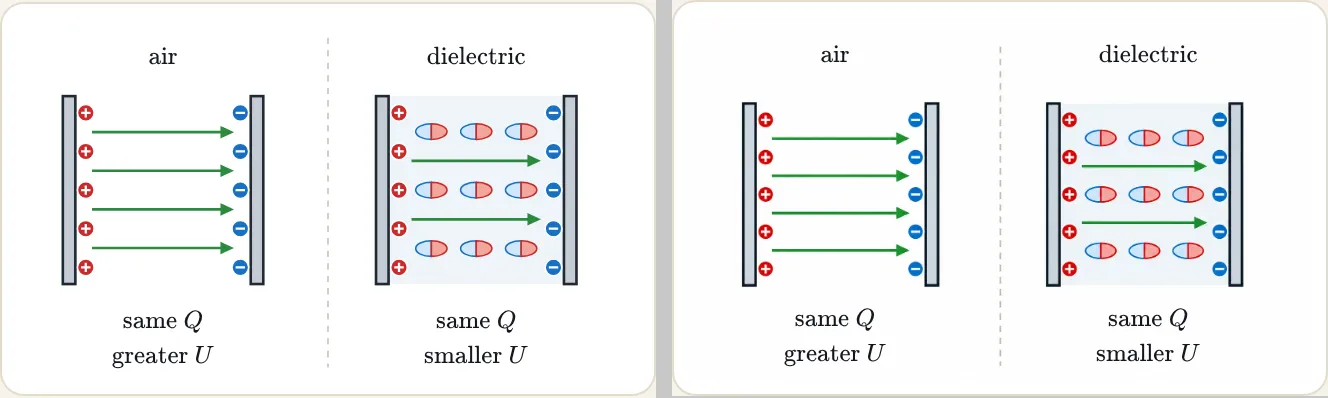 air
dielectric
same Q
greater U
same Q
smaller U
air
dielectric
same Q
greater U
same Q
smaller U